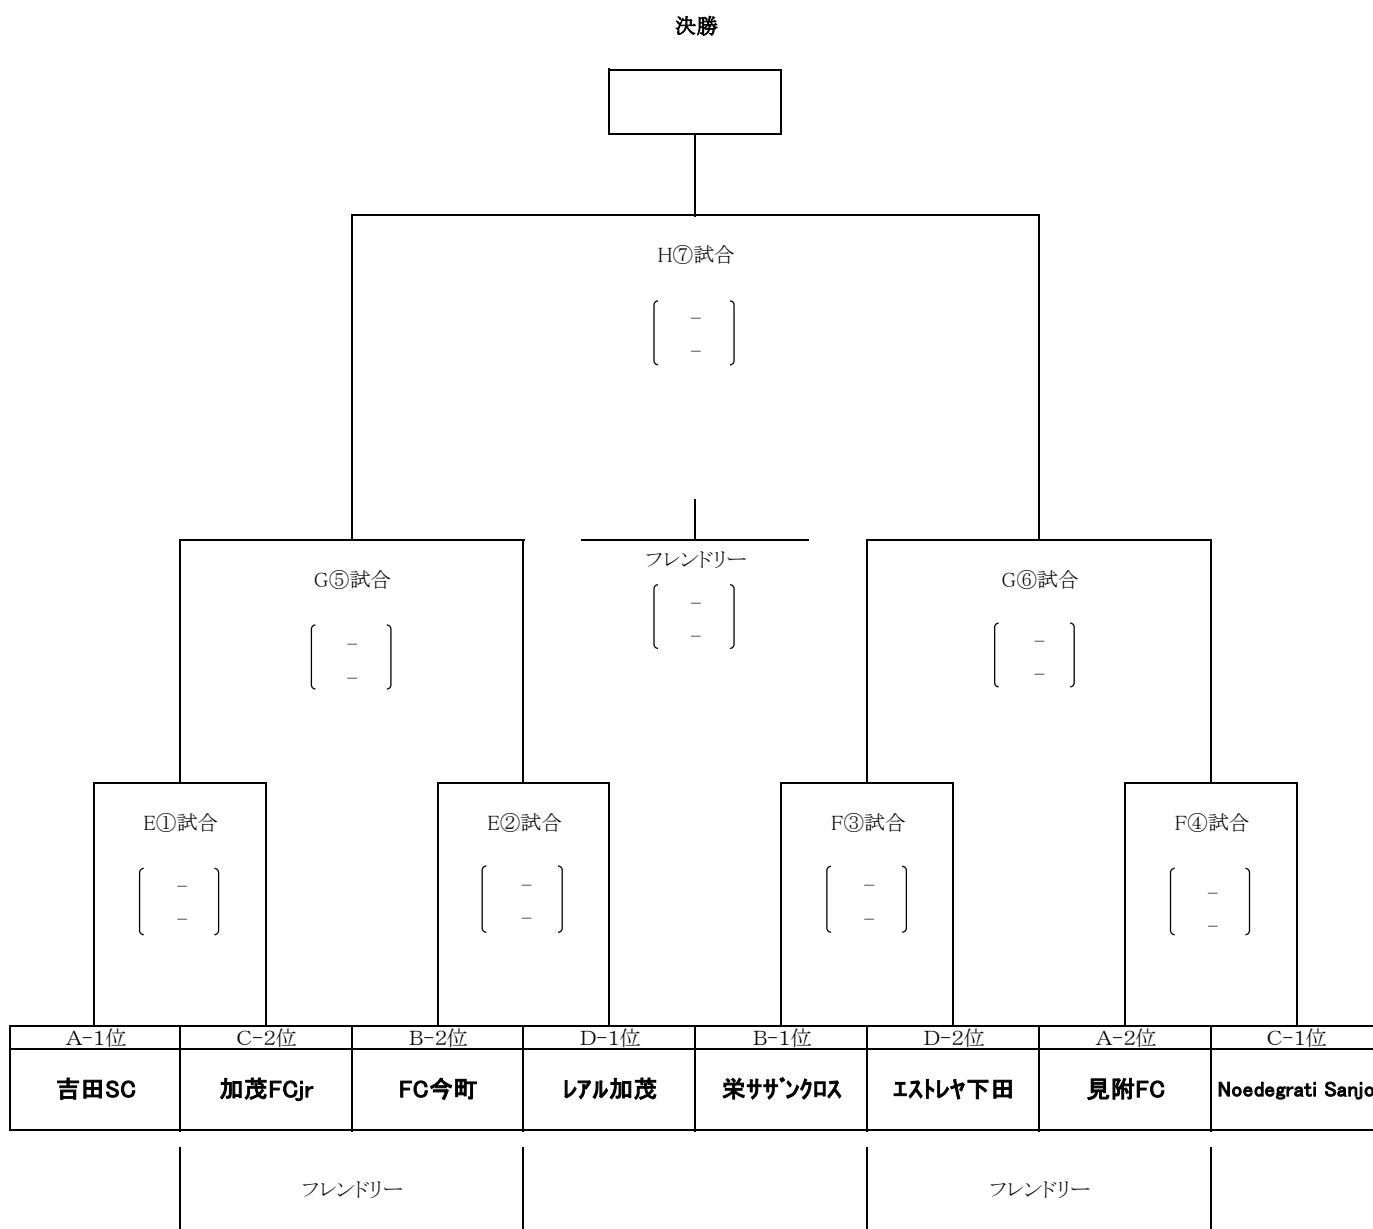 決勝
H⑦試合
-
-
フレンドリー
G⑤試合
G⑥試合
-
-
-
-
-
-
E①試合
E②試合
F③試合
F④試合
-
-
-
-
-
-
-
-
A-1位
C-2位
B-2位
D-1位
B-1位
D-2位
A-2位
C-1位
吉田SC
加茂FCjr
FC今町
ﾚｱﾙ加茂
栄ｻｻﾞﾝｸﾛｽ
ｴｽﾄﾚﾔ下田
見附FC
Noedegrati Sanjo
フレンドリー
フレンドリー